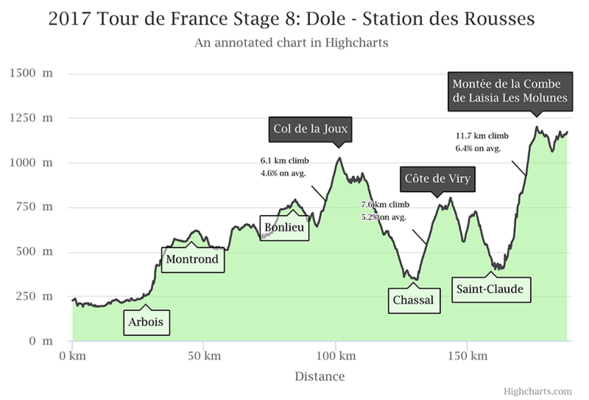 2017 Tour de France Stage 8: Dole - Station des Rousses
An annotated chart in Highcharts
1500 m
1250 m
1000 m
750 m
500 m
250 m
0 m
Montée de la Combe
de Laisia Les Molunes
Col de la Joux
11.7 km climb
6.4% on avg.
6.1 km climb
4.6% on avg.
Côte de Viry
7.6 km climb
5.2% on avg.
Bonlieu
Montrond
Saint-Claude
Chassal
Arbois
0 km
50 km
100 km
150 km
Distance
Highcharts.com